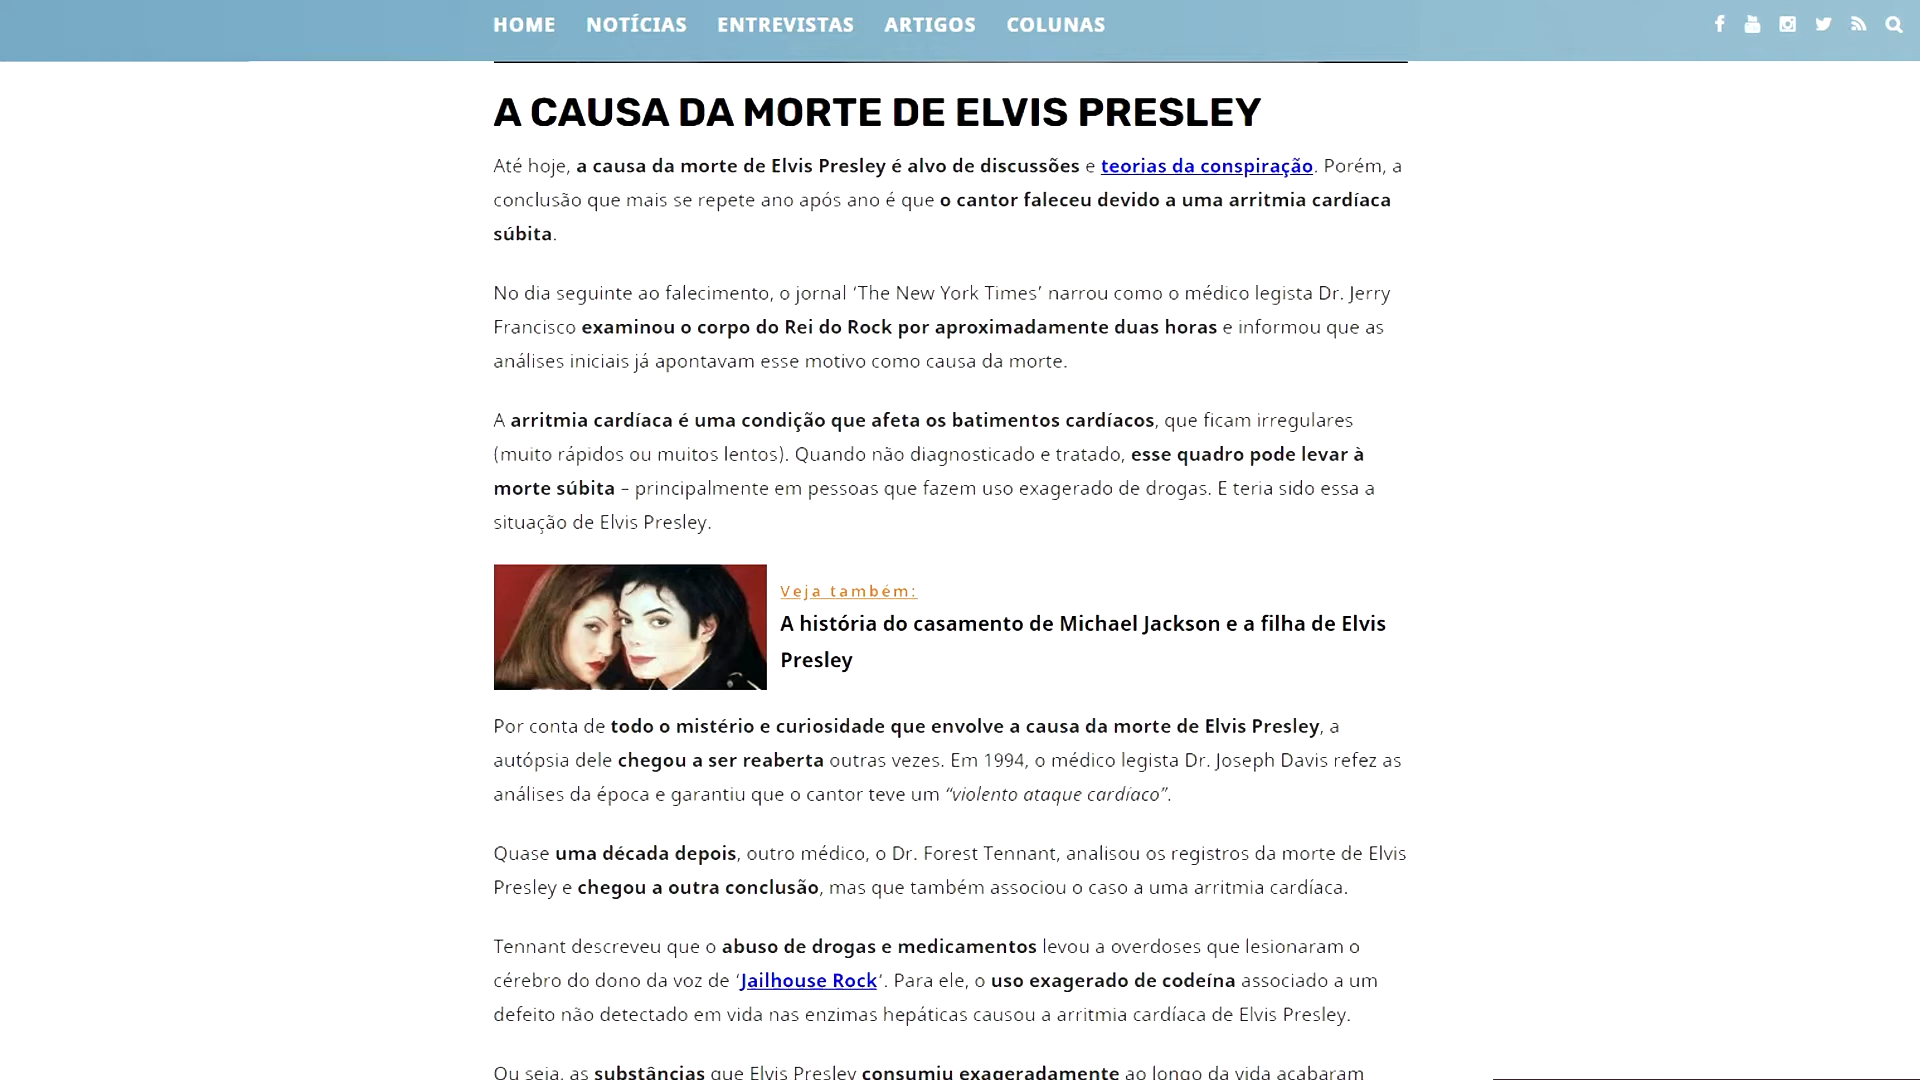 HOME NOTÍCIAS ENTREVISTAS ARTIGOS COLUNAS
A CAUSA DA MORTE DE ELVIS PRESLEY
Até hoje, a causa da morte de Elvis Presley é alvo de discussões e teorias da conspiração. Porém, a
conclusão que mais se repete ano após ano é que o cantor faleceu devido a uma arritmia cardíaca
súbita.
No dia seguinte ao falecimento, o jornal ‘The New York Times’ narrou como o médico legista Dr. Jerry
Francisco examinou o corpo do Rei do Rock por aproximadamente duas horas e informou que as
análises iniciais já apontavam esse motivo como causa da morte.
A arritmia cardíaca é uma condição que afeta os batimentos cardíacos, que ficam irregulares
(muito rápidos ou muitos lentos). Quando não diagnosticado e tratado, esse quadro pode levar à
morte súbita – principalmente em pessoas que fazem uso exagerado de drogas. E teria sido essa a
situação de Elvis Presley.
Veja também:
A história do casamento de Michael Jackson e a filha de Elvis
Presley
Por conta de todo o mistério e curiosidade que envolve a causa da morte de Elvis Presley, a
autópsia dele chegou a ser reaberta outras vezes. Em 1994, o médico legista Dr. Joseph Davis refez as
análises da época e garantiu que o cantor teve um “violento ataque cardíaco”.
Quase uma década depois, outro médico, o Dr. Forest Tennant, analisou os registros da morte de Elvis
Presley e chegou a outra conclusão, mas que também associou o caso a uma arritmia cardíaca.
Tennant descreveu que o abuso de drogas e medicamentos levou a overdoses que lesionaram o
cérebro do dono da voz de ‘Jailhouse Rock’. Para ele, o uso exagerado de codeína associado a um
defeito não detectado em vida nas enzimas hepáticas causou a arritmia cardíaca de Elvis Presley.
Ou seja, as substâncias que Elvis Presley consumiu exageradamente ao longo da vida acabaram